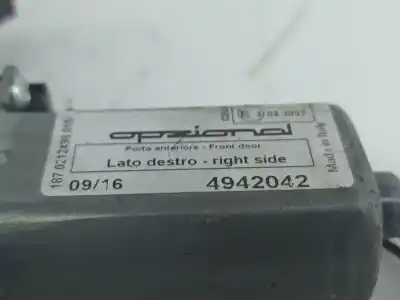 opzional
Porta anteriore - Front door
Lato destro - right side
09/16 4942042
Made in Italy